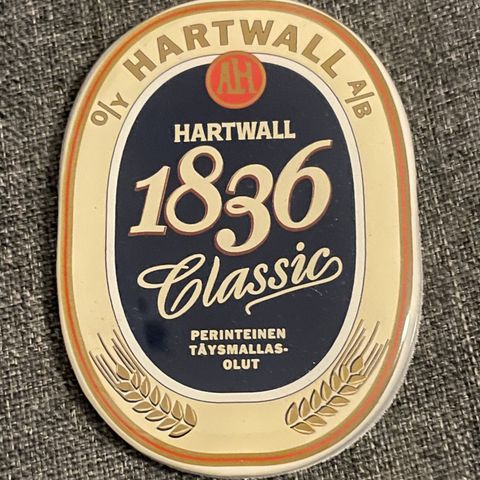 O/Y HARTWALL A/B
AH
HARTWALL
1836
Classic
PERINTEINEN
TÄYSMALLAS-
OLUT